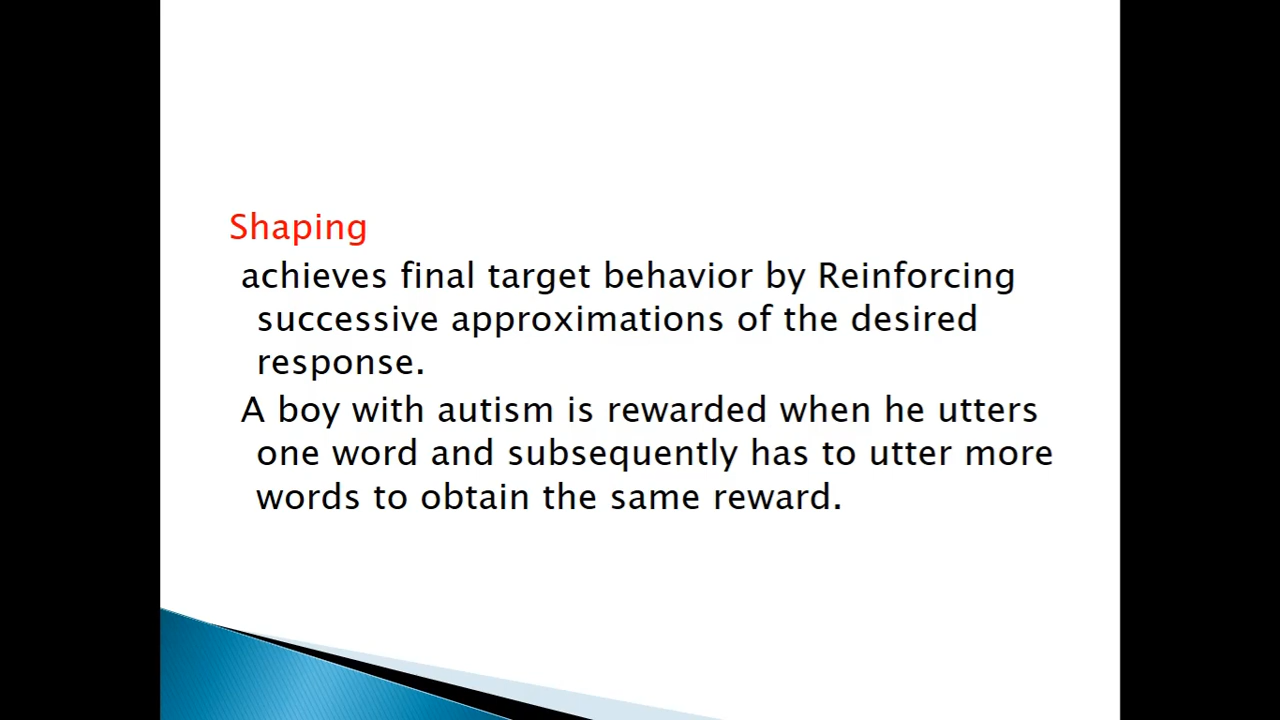 Shaping
achieves final target behavior by Reinforcing
successive approximations of the desired
response.
A boy with autism is rewarded when he utters
one word and subsequently has to utter more
words to obtain the same reward.